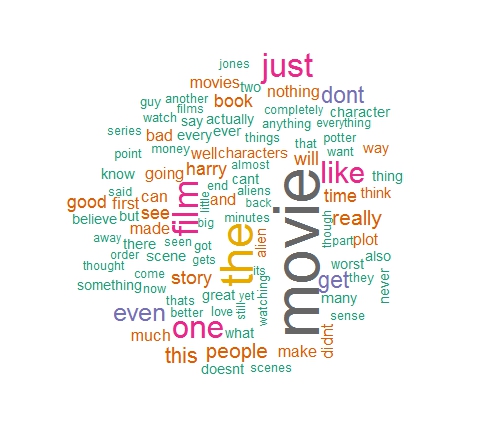 jones
just
movies two
nothing
dont
guy another
book
films
completely
character
watch say actually
anything everything
series
bad every ever
things
that
potter
point
money
well characters
will
want
way
know
going
harry
almost
like
thing
said
end
cant
aliens
time
think
good first can
little
and
back
believe but see
film
big
minutes
movie
though
really
made
the
alien
part
plot
away
there
seen
got
order
scene
gets
its
worst
also
thought
come
story
get
they
something now
watching
many
never
thats
great yet
even
better
love
still
sense
much
one
what
didnt
this
people
make
doesnt
scenes